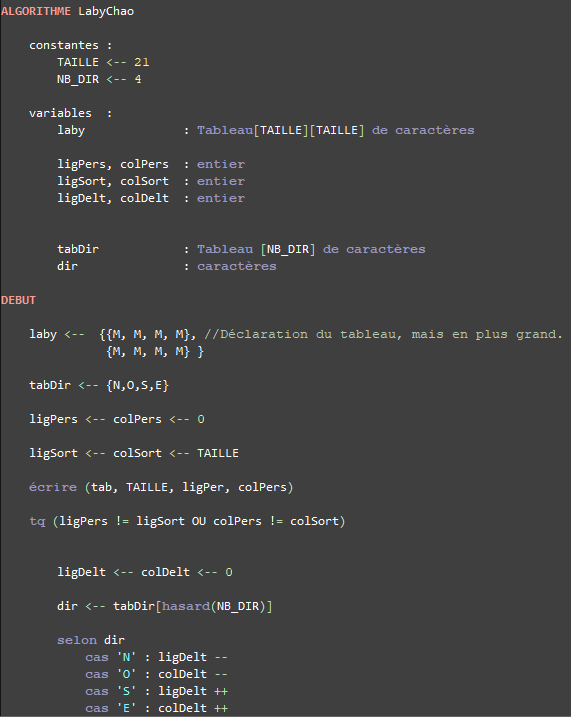 ALGORITHME LabyChao
constantes :
TAILLE <-- 21
NB_DIR <-- 4
variables :
laby : Tableau[TAILLE][TAILLE] de caractères
ligPers, colPers : entier
ligSort, colSort : entier
ligDelt, colDelt : entier
tabDir : Tableau [NB_DIR] de caractères
dir : caractères
DEBUT
laby <-- {{M, M, M, M}, //Déclaration du tableau, mais en plus grand.
{M, M, M, M} }
tabDir <-- {N,O,S,E}
ligPers <-- colPers <-- 0
ligSort <-- colSort <-- TAILLE
écrire (tab, TAILLE, ligPer, colPers)
tq (ligPers != ligSort OU colPers != colSort)
ligDelt <-- colDelt <-- 0
dir <-- tabDir[hasard(NB_DIR)]
selon dir
cas 'N' : ligDelt --
cas 'O' : colDelt --
cas 'S' : ligDelt ++
cas 'E' : colDelt ++